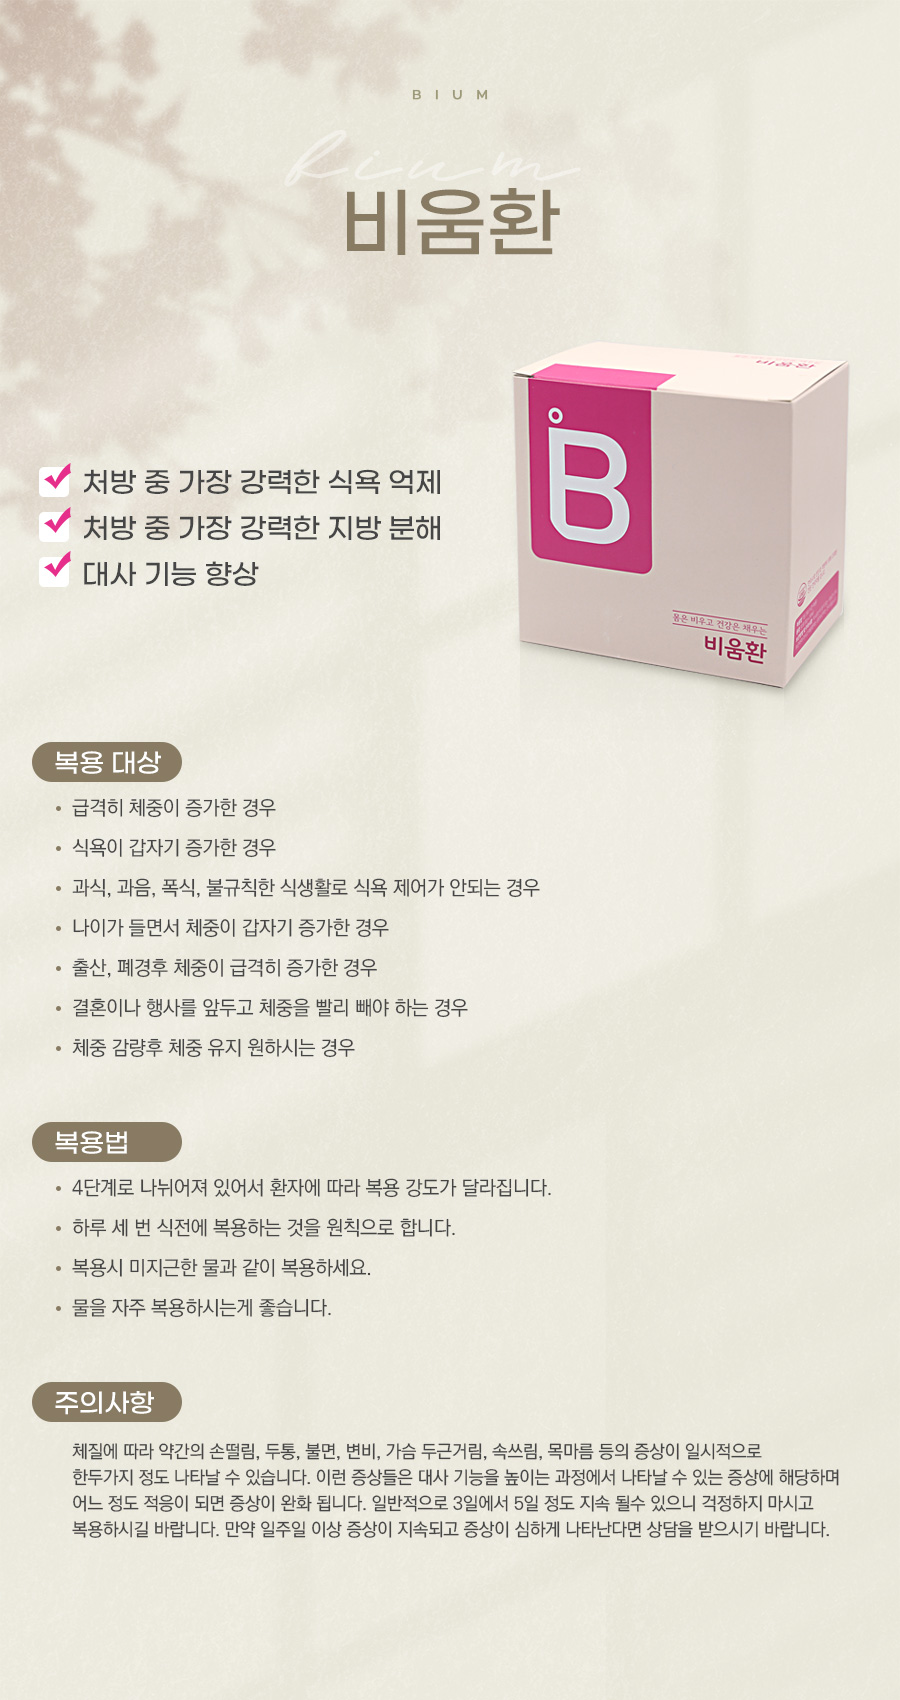 BIUM
bium
비움환
비움환
B
처방 중 가장 강력한 식욕 억제
처방 중 가장 강력한 지방 분해
대사 기능 향상
몸은 비우고 건강은 채우는
비움환
복용 대상
• 급격히 체중이 증가한 경우
• 식욕이 갑자기 증가한 경우
• 과식, 과음, 폭식, 불규칙한 식생활로 식욕 제어가 안되는 경우
• 나이가 들면서 체중이 갑자기 증가한 경우
• 출산, 폐경후 체중이 급격히 증가한 경우
• 결혼이나 행사를 앞두고 체중을 빨리 빼야 하는 경우
• 체중 감량후 체중 유지 원하시는 경우
복용법
• 4단계로 나뉘어져 있어서 환자에 따라 복용 강도가 달라집니다.
• 하루 세 번 식전에 복용하는 것을 원칙으로 합니다.
• 복용시 미지근한 물과 같이 복용하세요.
• 물을 자주 복용하시는게 좋습니다.
주의사항
체질에 따라 약간의 손떨림, 두통, 불면, 변비, 가슴 두근거림, 속쓰림, 목마름 등의 증상이 일시적으로
한두가지 정도 나타날 수 있습니다. 이런 증상들은 대사 기능을 높이는 과정에서 나타날 수 있는 증상에 해당하며
어느 정도 적응이 되면 증상이 완화 됩니다. 일반적으로 3일에서 5일 정도 지속 될수 있으니 걱정하지 마시고
복용하시길 바랍니다. 만약 일주일 이상 증상이 지속되고 증상이 심하게 나타난다면 상담을 받으시기 바랍니다.